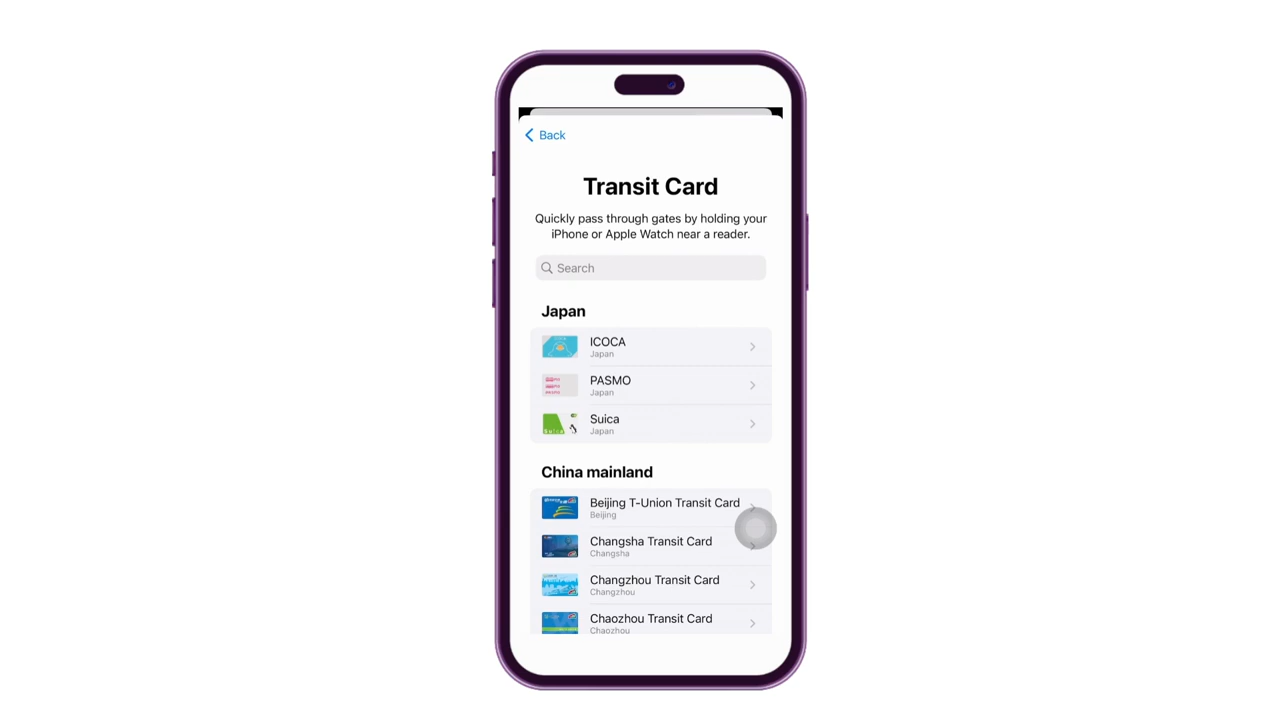 Back
Transit Card
Quickly pass through gates by holding your
iPhone or Apple Watch near a reader.
Search
Japan
ICOCA
Japan
PASMO
Japan
Suica
Japan
China mainland
Beijing T-Union Transit Card
Beijing
Changsha Transit Card
Changsha
Changzhou Transit Card
Changzhou
Chaozhou Transit Card
Chaozhou